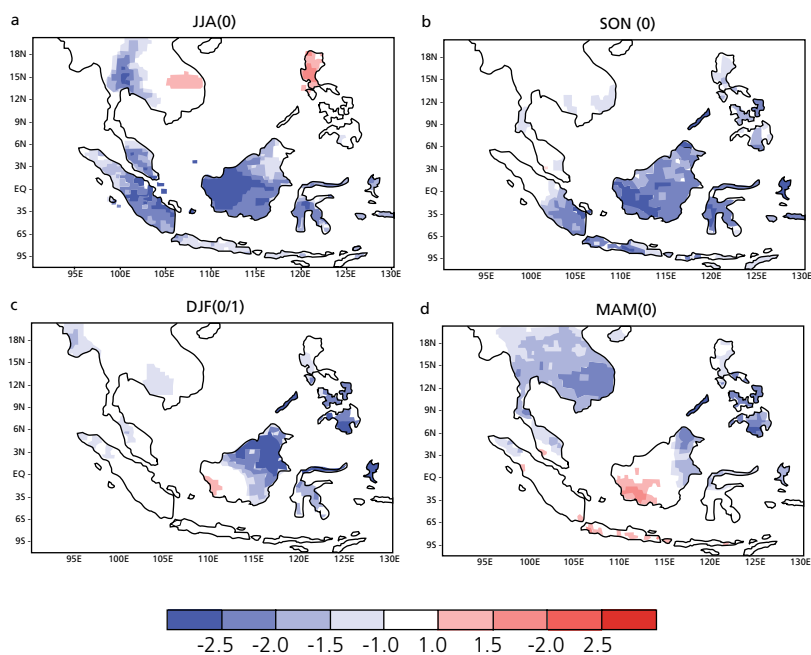 a JJA(0)
18N
15N
12N
9N
6N
3N
EQ
3S
6S
9S
95E 100E 105E 110E 115E 120E 125E 130E
b SON (0)
18N
15N
12N
9N
6N
3N
EQ
3S
6S
9S
95E 100E 105E 110E 115E 120E 125E 130E
c DJF(0/1)
18N
15N
12N
9N
6N
3N
EQ
3S
6S
9S
95E 100E 105E 110E 115E 120E 125E 130E
d MAM(0)
18N
15N
12N
9N
6N
3N
EQ
3S
6S
9S
95E 100E 105E 110E 115E 120E 125E 130E
-2.5 -2.0 -1.5 -1.0 1.0 1.5 -2.0 2.5